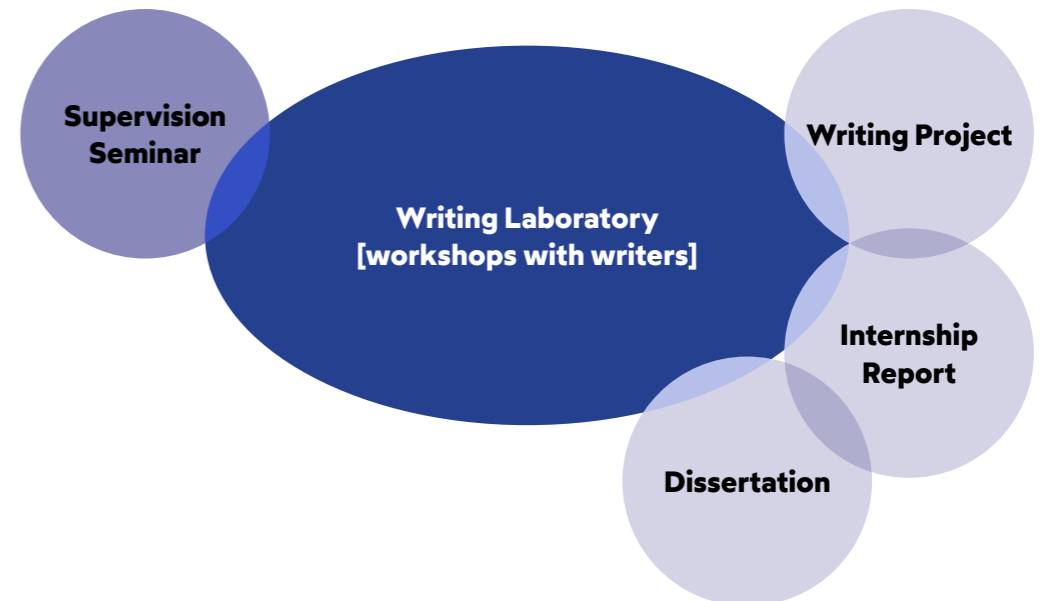 Supervision
Seminar
Writing Laboratory
[workshops with writers]
Writing Project
Internship
Report
Dissertation